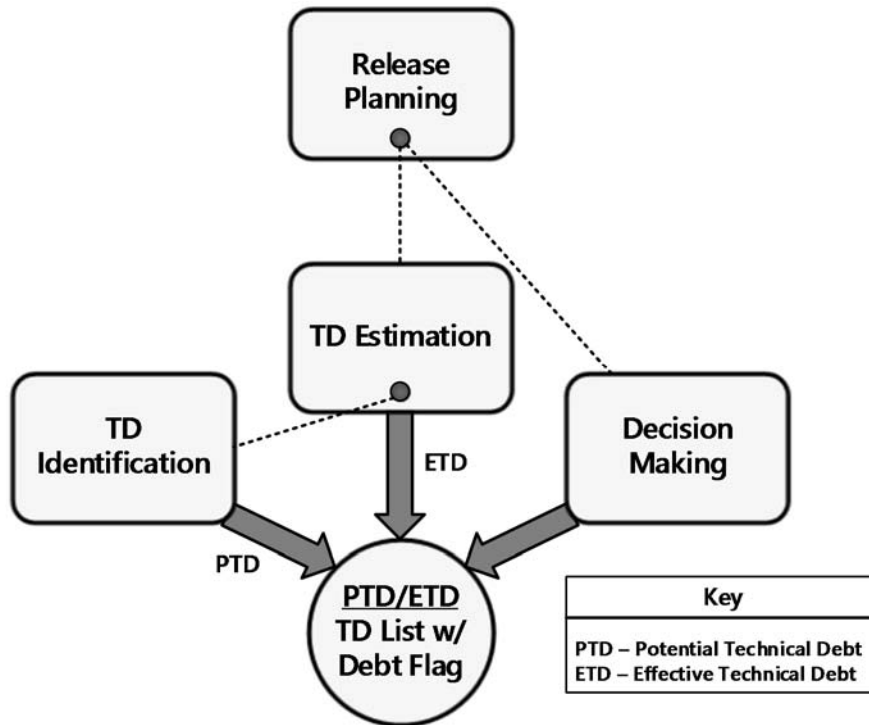 Release
Planning
TD Estimation
TD
Identification
Decision
Making
ETD
PTD
PTD/ETD
TD List w/
Debt Flag
Key
PTD – Potential Technical Debt
ETD – Effective Technical Debt